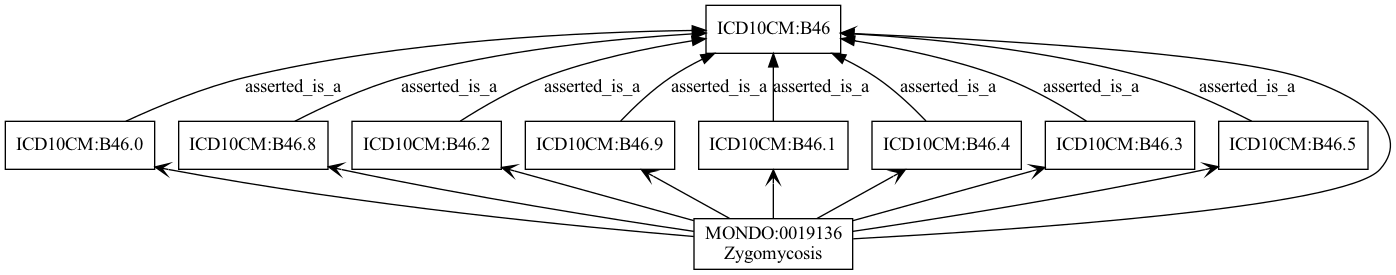 ICD10CM:B46
asserted_is_a
asserted_is_a
asserted_is_a
asserted_is_a
asserted_is_a
asserted_is_a
asserted_is_a
asserted_is_a
ICD10CM:B46.0
ICD10CM:B46.8
ICD10CM:B46.2
ICD10CM:B46.9
ICD10CM:B46.1
ICD10CM:B46.4
ICD10CM:B46.3
ICD10CM:B46.5
MONDO:0019136
Zygomycosis